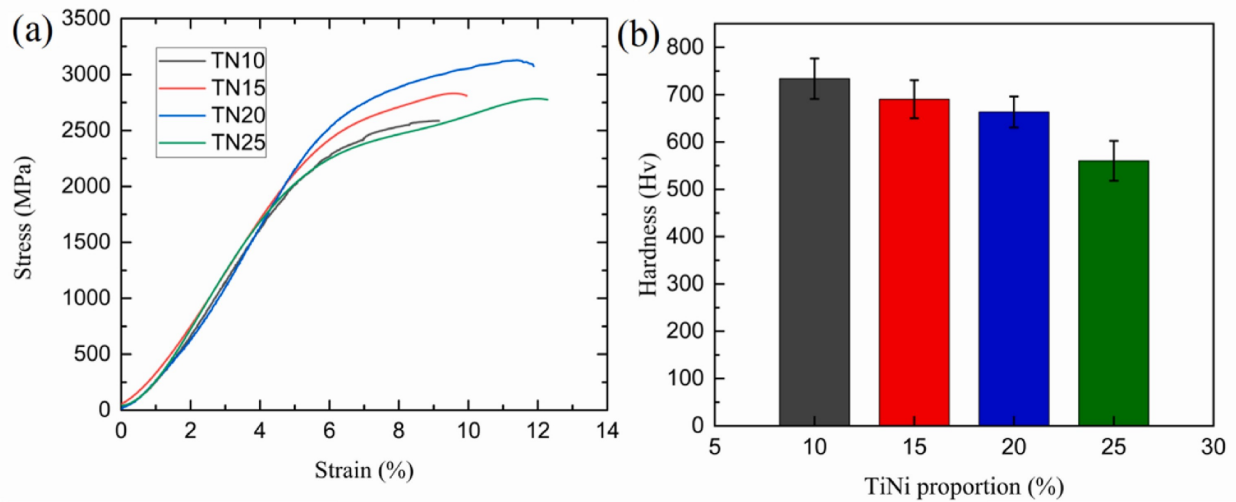 (a)
3500
3000
2500
2000
1500
1000
500
0
Stress (MPa)
TN10
TN15
TN20
TN25
0 2 4 6 8 10 12 14
Strain (%)
(b)
800
700
600
500
400
300
200
100
0
Hardness (Hv)
5 10 15 20 25 30
TiNi proportion (%)